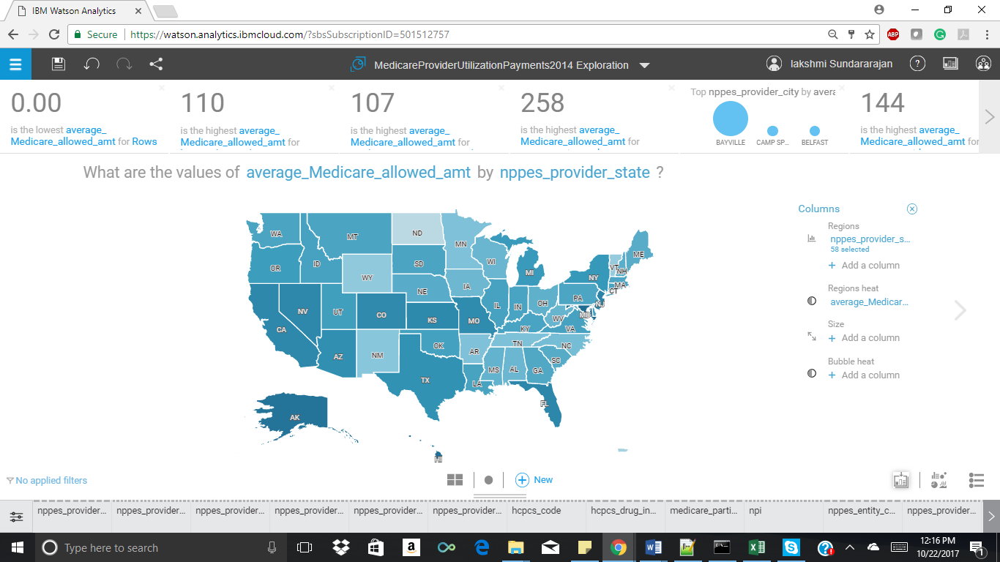 IBM Watson Analytics
Secure
https://watson.analytics.ibmcloud.com/?sbsSubscriptionID=501512757
ABP
MedicareProviderUtilizationPayments2014 Exploration
lakshmi Sundararajan
?
0.00
is the lowest average_
Medicare_allowed_amt for Rows
110
is the highest average_
Medicare_allowed_amt for
107
is the highest average_
Medicare_allowed_amt for
258
is the highest average_
Medicare_allowed_amt for
Top nppes_provider_city by avera
BAYVILLE
CAMP SP...
BELFAST
144
is the highest average_
Medicare_allowed_amt for
What are the values of average_Medicare_allowed_amt by nppes_provider_state ?
WA
MT
ND
MN
WI
MI
NY
VT
NH
ME
OR
ID
WY
SD
IA
NE
IL
IN
OH
PA
MA
CT
NJ
MD
CA
NV
UT
CO
KS
MO
KY
WV
VA
AZ
NM
OK
AR
TN
NC
SC
TX
LA
MS
AL
GA
FL
AK
HI
Columns
Regions
nppes_provider_s...
58 selected
+ Add a column
Regions heat
average_Medicar...
Size
+ Add a column
Bubble heat
+ Add a column
No applied filters
New
nppes_provider...
nppes_provider...
nppes_provider...
nppes_provider...
nppes_provider...
nppes_provider...
hcpcs_code
hcpcs_drug_in...
medicare_parti...
npi
nppes_entity_c...
nppes_provider...
Type here to search
12:16 PM
10/22/2017
1